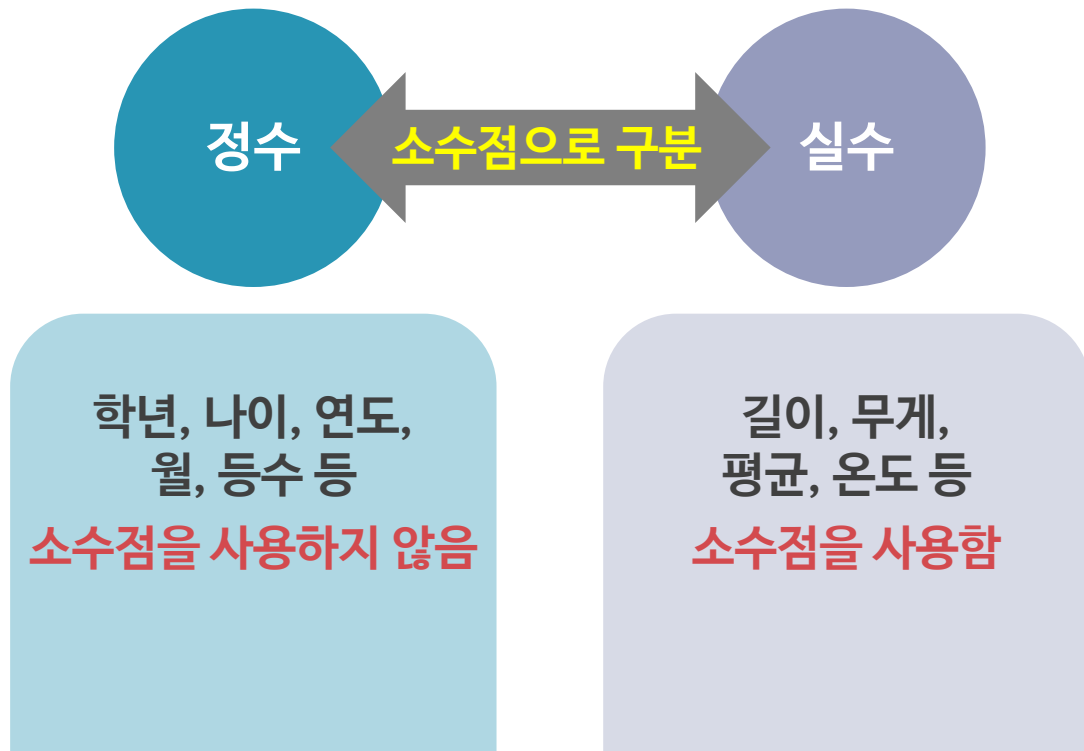 정수
소수점으로 구분
실수
학년, 나이, 연도,
월, 등수 등
소수점을 사용하지 않음
길이, 무게,
평균, 온도 등
소수점을 사용함